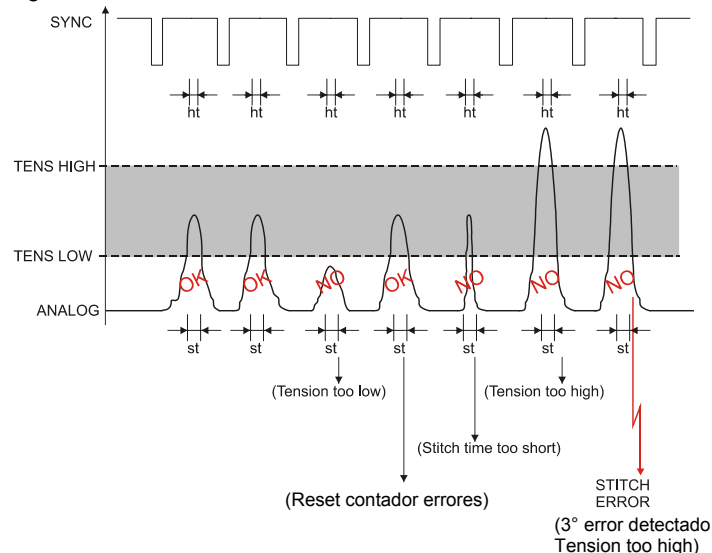 SYNC
ht ht ht ht ht ht ht
TENS HIGH
TENS LOW
OK OK NO OK NO NO NO
ANALOG
st st st st st st st
(Tension too low)
(Tension too high)
(Stitch time too short)
(Reset contador errores)
STITCH
ERROR
(3° error detectado
Tension too high)